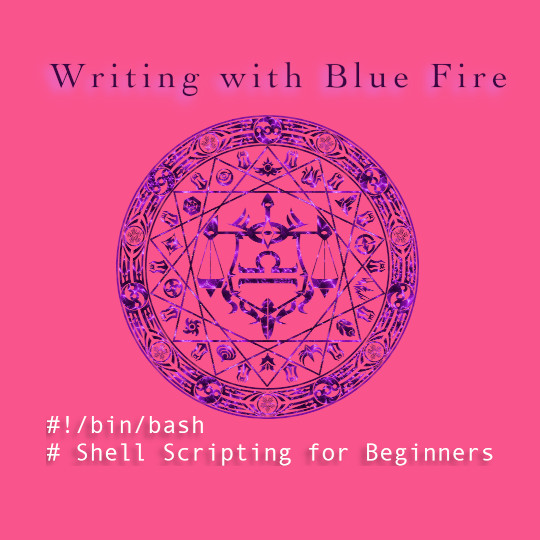 Writing with Blue Fire
#!/bin/bash
# Shell Scripting for Beginners